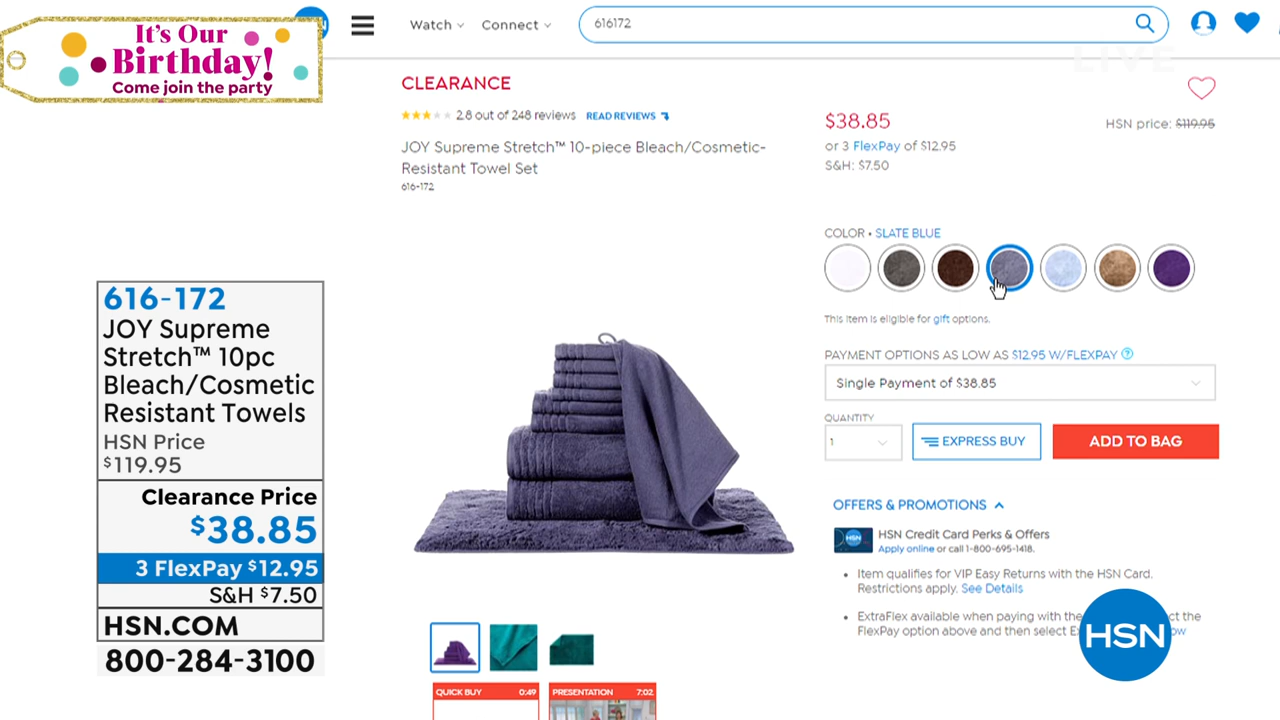 It's Our
Birthday!
Come join the party
Watch
Connect
616172
LIVE
CLEARANCE
2.8 out of 248 reviews READ REVIEWS
JOY Supreme Stretch™ 10-piece Bleach/Cosmetic-
Resistant Towel Set
616-172
$38.85
HSN price: $119.95
or 3 FlexPay of $12.95
S&H: $7.50
COLOR • SLATE BLUE
This item is eligible for gift options.
PAYMENT OPTIONS AS LOW AS $12.95 W/FLEXPAY ?
Single Payment of $38.85
QUANTITY
1
EXPRESS BUY
ADD TO BAG
OFFERS & PROMOTIONS
HSN
HSN Credit Card Perks & Offers
Apply online or call 1-800-695-1418.
• Item qualifies for VIP Easy Returns with the HSN Card.
Restrictions apply. See Details
• ExtraFlex available when paying with the
ct the
FlexPay option above and then select
ow
HSN
616-172
JOY Supreme
Stretch™ 10pc
Bleach/Cosmetic
Resistant Towels
HSN Price
$119.95
Clearance Price
$38.85
3 FlexPay $12.95
S&H $7.50
HSN.COM
800-284-3100
QUICK BUY 0:49
PRESENTATION 7:02